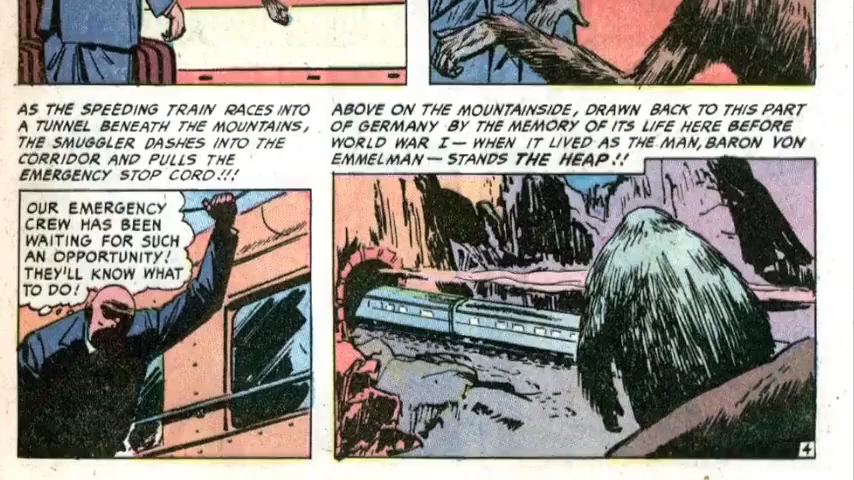 AS THE SPEEDING TRAIN RACES INTO
A TUNNEL BENEATH THE MOUNTAINS,
THE SMUGGLER DASHES INTO THE
CORRIDOR AND PULLS THE
EMERGENCY STOP CORD.!!!
OUR EMERGENCY
CREW HAS BEEN
WAITING FOR SUCH
AN OPPORTUNITY!
THEY'LL KNOW WHAT
TO DO!
ABOVE ON THE MOUNTAINSIDE, DRAWN BACK TO THIS PART
OF GERMANY BY THE MEMORY OF ITS LIFE HERE BEFORE
WORLD WAR I — WHEN IT LIVED AS THE MAN, BARON VON
EMMELMAN — STANDS THE HEAP!!
4